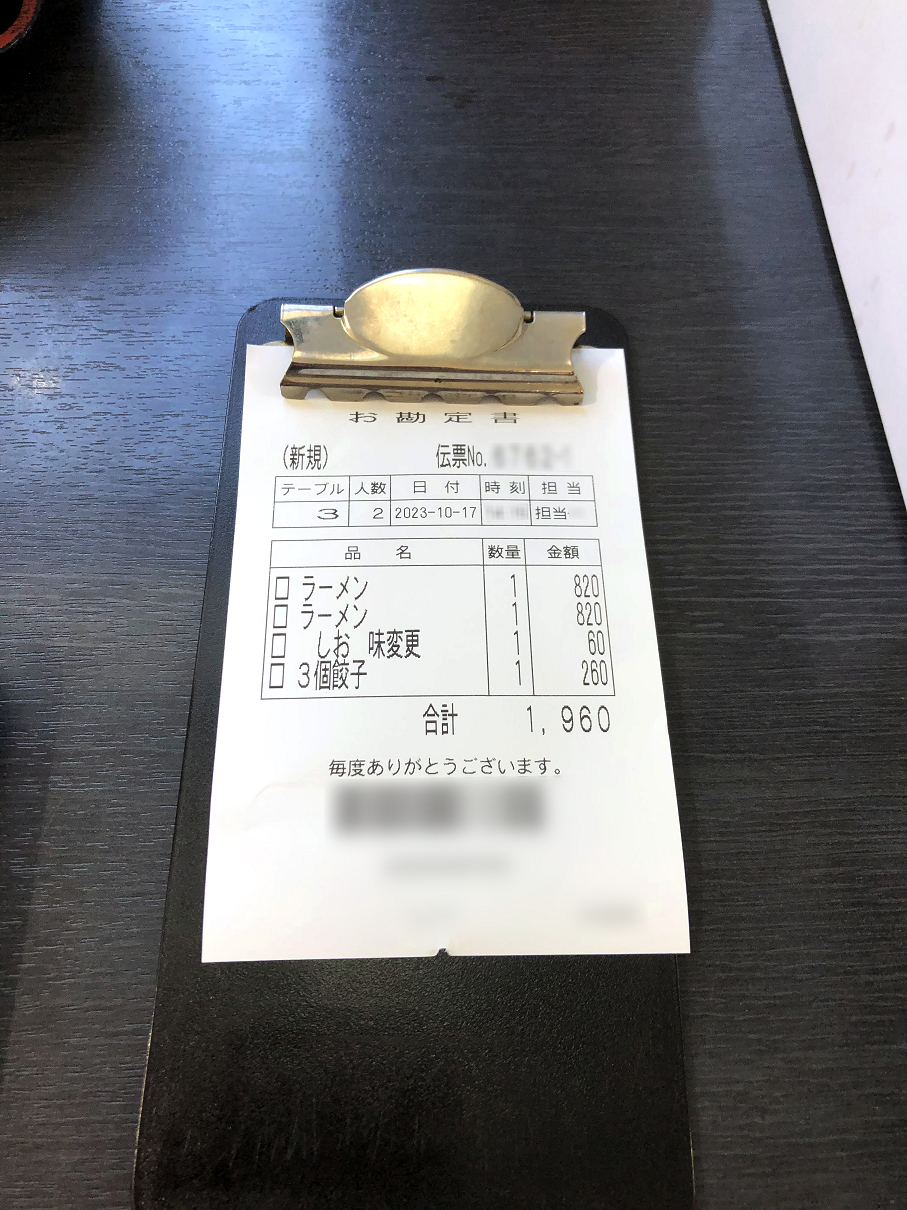 お勘定書
(新規) 伝票No.
テーブル 人数 日付 時刻 担当
3 2 2023-10-17 担当
品名 数量 金額
□ ラーメン 1 820
□ ラーメン 1 820
□ しお 味変更 1 60
□ 3個餃子 1 260
合計 1,960
毎度ありがとうございます。